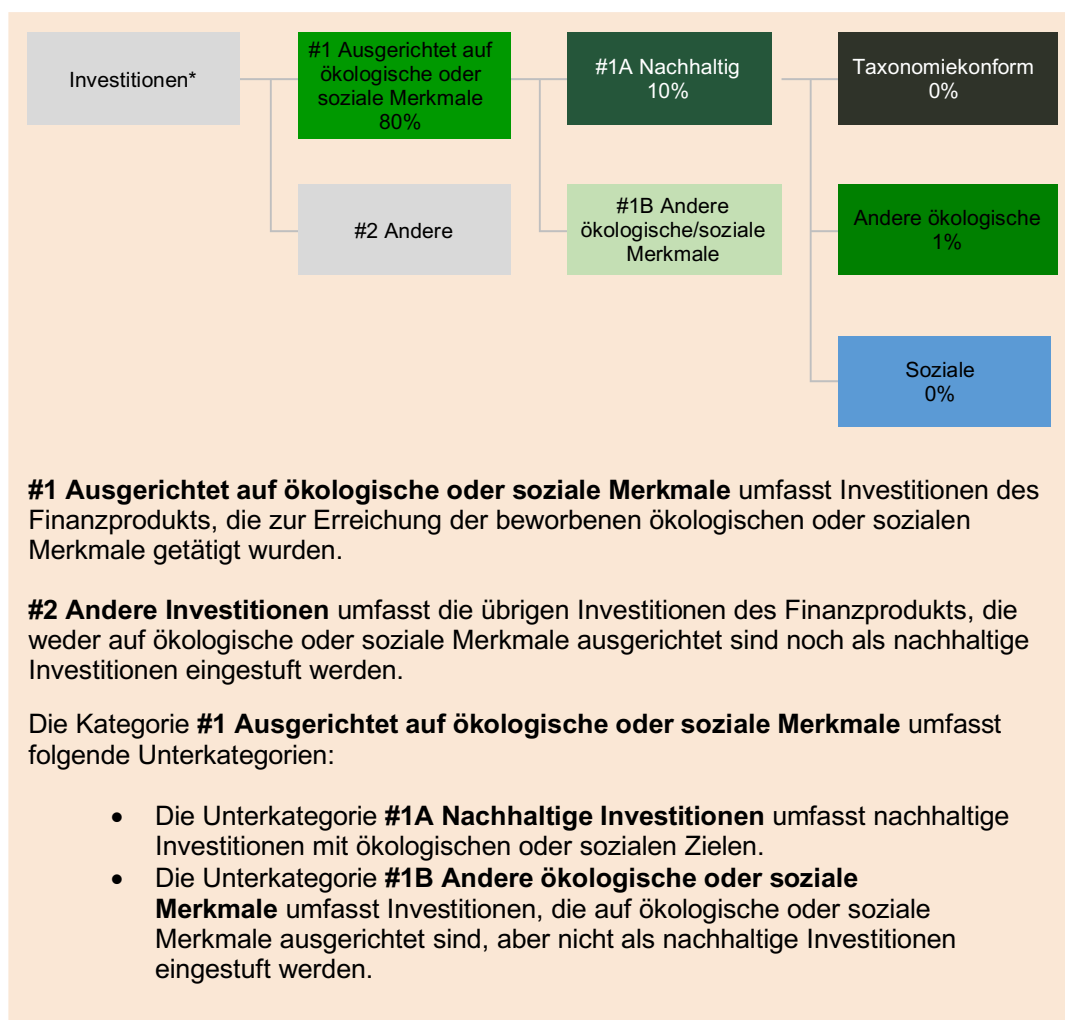 Investitionen*
#1 Ausgerichtet auf
ökologische oder
soziale Merkmale
80%
#1A Nachhaltig
10%
Taxonomiekonform
0%
#2 Andere
#1B Andere
ökologische/soziale
Merkmale
Andere ökologische
1%
Soziale
0%
#1 Ausgerichtet auf ökologische oder soziale Merkmale umfasst Investitionen des
Finanzprodukts, die zur Erreichung der beworbenen ökologischen oder sozialen
Merkmale getätigt wurden.
#2 Andere Investitionen umfasst die übrigen Investitionen des Finanzprodukts, die
weder auf ökologische oder soziale Merkmale ausgerichtet sind noch als nachhaltige
Investitionen eingestuft werden.
Die Kategorie #1 Ausgerichtet auf ökologische oder soziale Merkmale umfasst
folgende Unterkategorien:
• Die Unterkategorie #1A Nachhaltige Investitionen umfasst nachhaltige
Investitionen mit ökologischen oder sozialen Zielen.
• Die Unterkategorie #1B Andere ökologische oder soziale
Merkmale umfasst Investitionen, die auf ökologische oder soziale
Merkmale ausgerichtet sind, aber nicht als nachhaltige Investitionen
eingestuft werden.